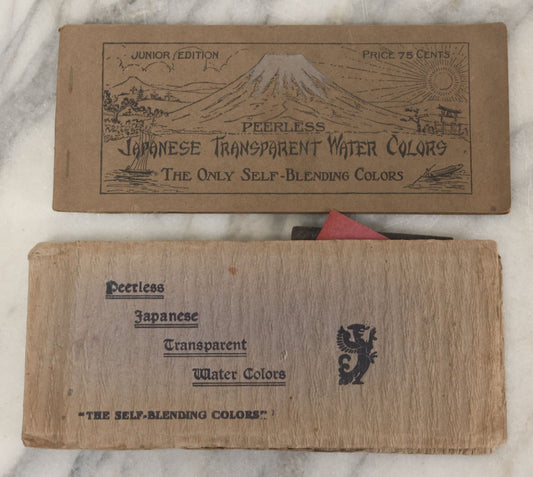 JUNIOR EDITION
PRICE 75 CENTS
PEERLESS
JAPANESE TRANSPARENT WATER COLORS
THE ONLY SELF-BLENDING COLORS
Peerless
Japanese
Transparent
Water Colors
"THE SELF-BLENDING COLORS"